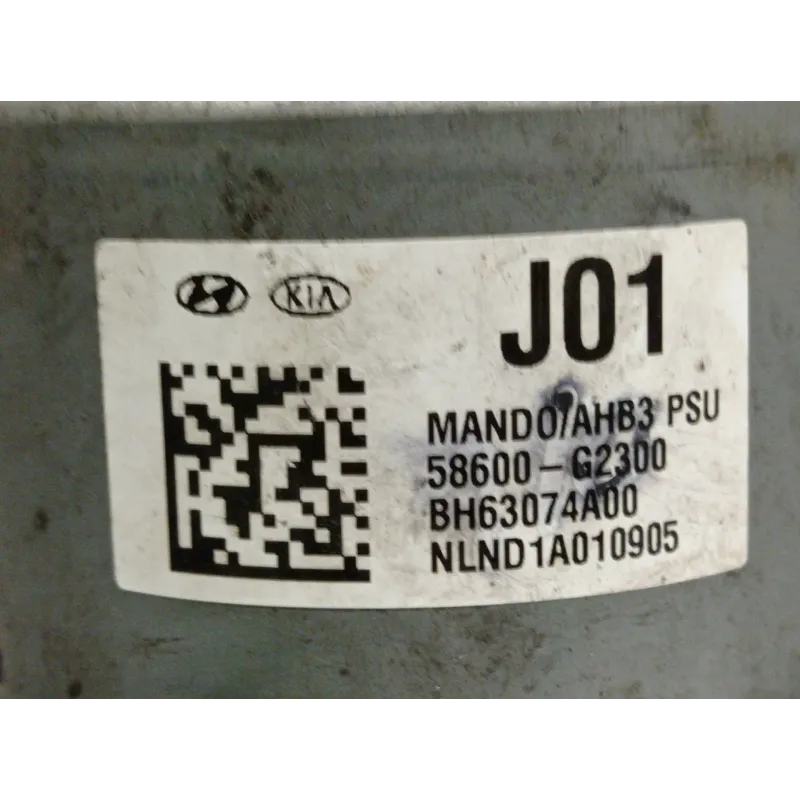 KIA
J01
MANDO/AHB3 PSU
58600-G2300
BH63074A00
NLND1A010905